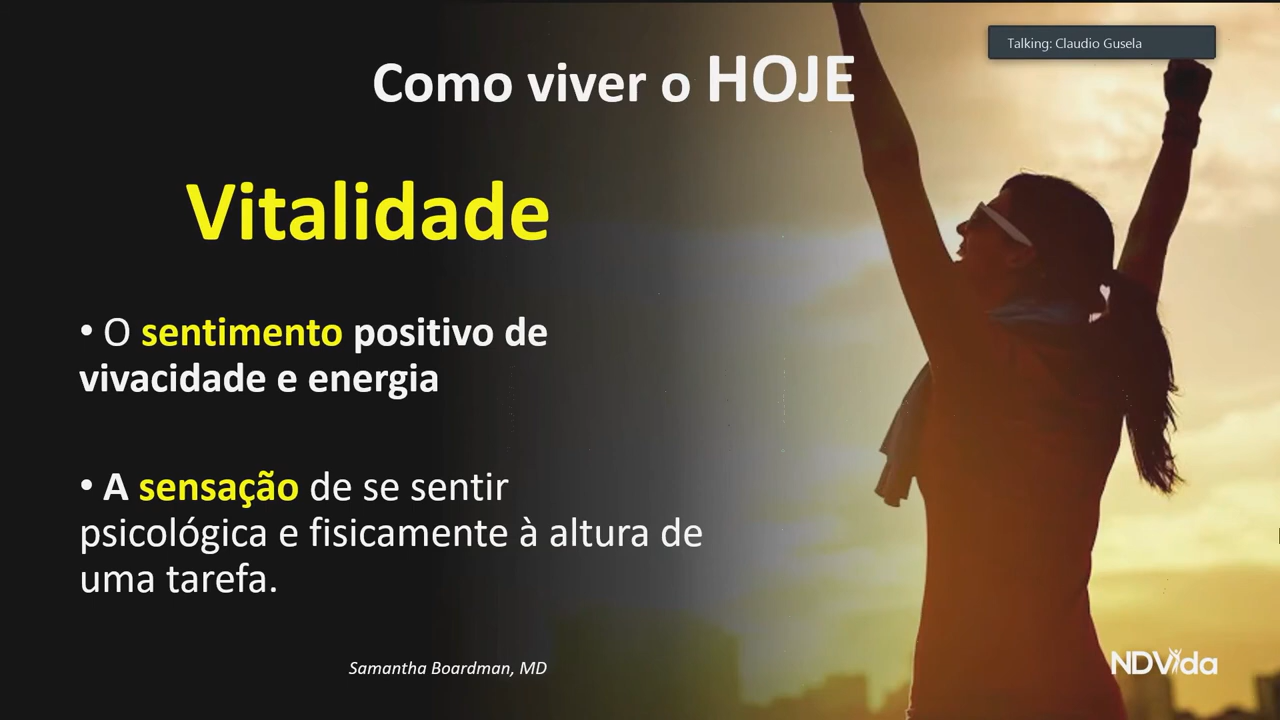 Talking: Claudio Gusela
Como viver o HOJE
Vitalidade
• O sentimento positivo de
vivacidade e energia
• A sensação de se sentir
psicológica e fisicamente à altura de
uma tarefa.
Samantha Boardman, MD
NDVida